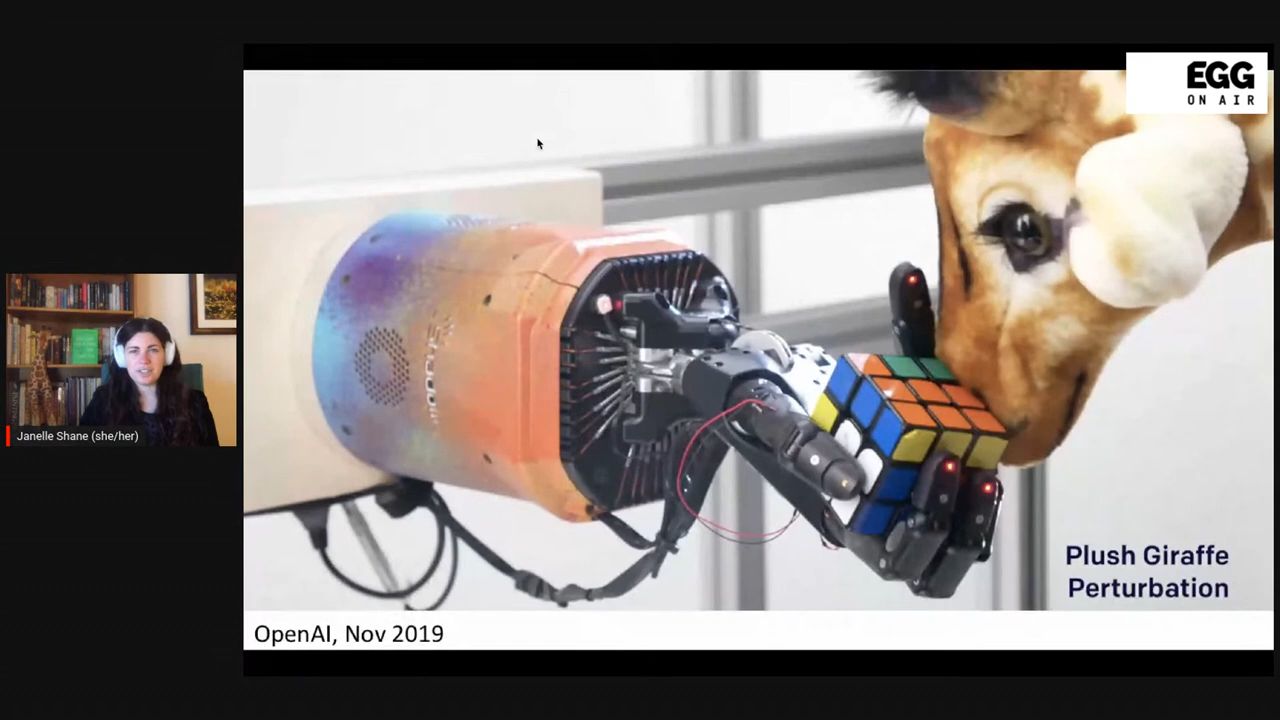 EGG
ON AIR
Janelle Shane (she/her)
Plush Giraffe
Perturbation
OpenAI, Nov 2019